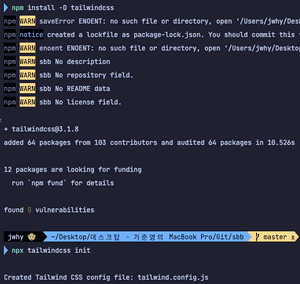 npm install -D tailwindcss
npm WARN saveError ENOENT: no such file or directory, open '/Users/jwhy/Des
npm notice created a lockfile as package-lock.json. You should commit this
npm WARN enoent ENOENT: no such file or directory, open '/Users/jwhy/Deskto
npm WARN sbb No description
npm WARN sbb No repository field.
npm WARN sbb No README data
npm WARN sbb No license field.
+ tailwindcss@3.1.8
added 64 packages from 103 contributors and audited 64 packages in 10.526s
12 packages are looking for funding
run `npm fund` for details
found 0 vulnerabilities
jwhy ~/Desktop/데스크탑 - 가준영의 MacBook Pro/Git/sbb master ±
npx tailwindcss init
Created Tailwind CSS config file: tailwind.config.js